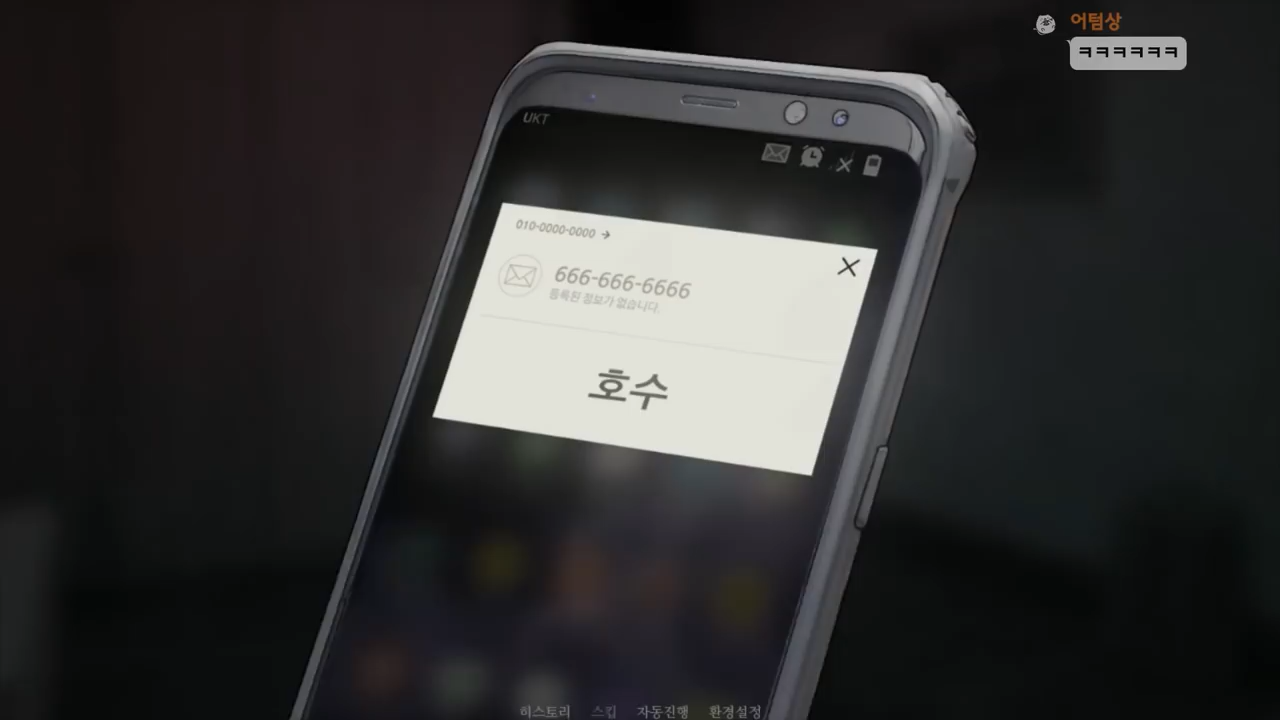 어텀상
ㅋㅋㅋㅋㅋㅋ
UKT
010-0000-0000 →
666-666-6666
등록된 정보가 없습니다.
호수
히스토리 스킵 자동진행 환경설정